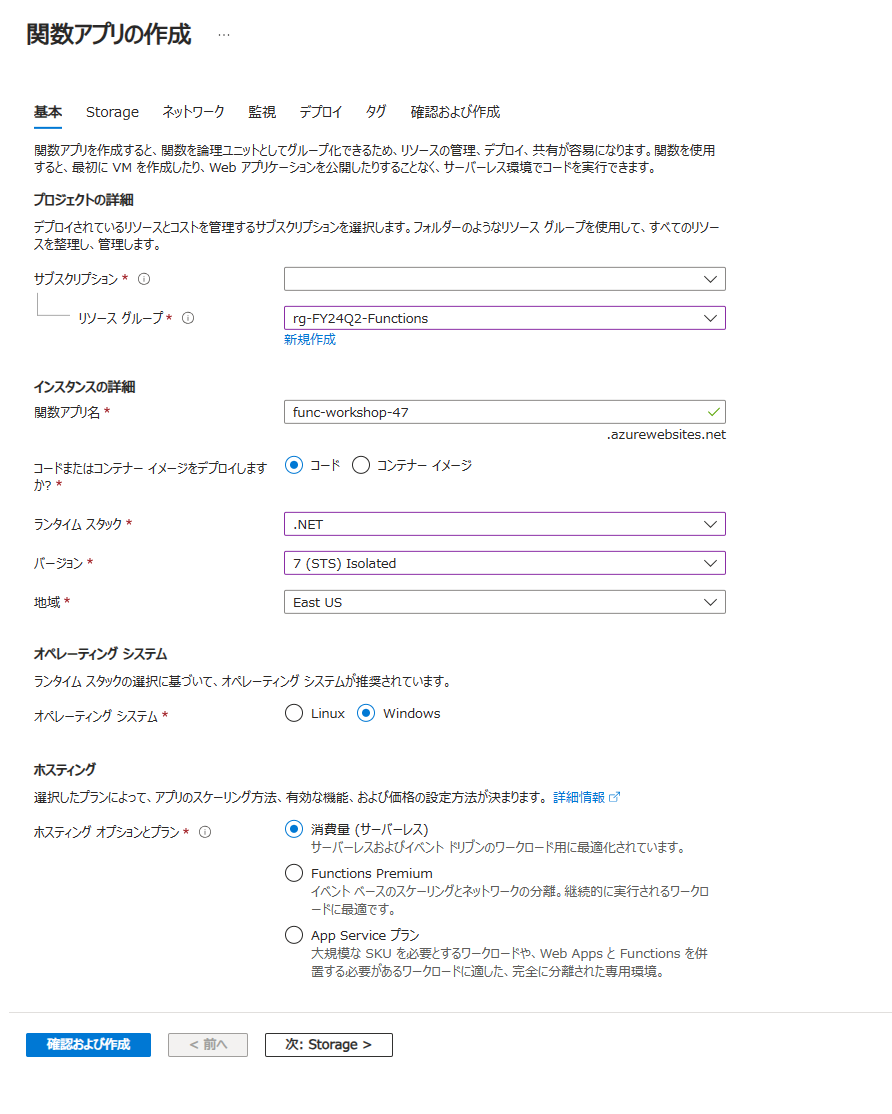 関数アプリの作成 ...
基本 Storage ネットワーク 監視 デプロイ タグ 確認および作成
関数アプリを作成すると、関数を論理ユニットとしてグループ化できるため、リソースの管理、デプロイ、共有が容易になります。関数を使用
すると、最初に VM を作成したり、Web アプリケーションを公開したりすることなく、サーバーレス環境でコードを実行できます。
プロジェクトの詳細
デプロイされているリソースとコストを管理するサブスクリプションを選択します。フォルダーのようなリソース グループを使用して、すべてのリソー
スを整理し、管理します。
サブスクリプション *
リソース グループ * rg-FY24Q2-Functions
新規作成
インスタンスの詳細
関数アプリ名 * func-workshop-47
.azurewebsites.net
コードまたはコンテナー イメージをデプロイします コード コンテナー イメージ
か? *
ランタイム スタック * .NET
バージョン * 7 (STS) Isolated
地域 * East US
オペレーティング システム
ランタイム スタックの選択に基づいて、オペレーティング システムが推奨されています。
オペレーティング システム * Linux Windows
ホスティング
選択したプランによって、アプリのスケーリング方法、有効な機能、および価格の設定方法が決まります。 詳細情報
ホスティング オプションとプラン * 消費量 (サーバーレス)
サーバーレスおよびイベント ドリブンのワークロード用に最適化されています。
Functions Premium
イベント ベースのスケーリングとネットワークの分離。継続的に実行されるワークロ
ードに最適です。
App Service プラン
大規模な SKU を必要とするワークロードや、Web Apps と Functions を併
置する必要があるワークロードに適した、完全に分離された専用環境。
確認および作成 < 前へ 次: Storage >